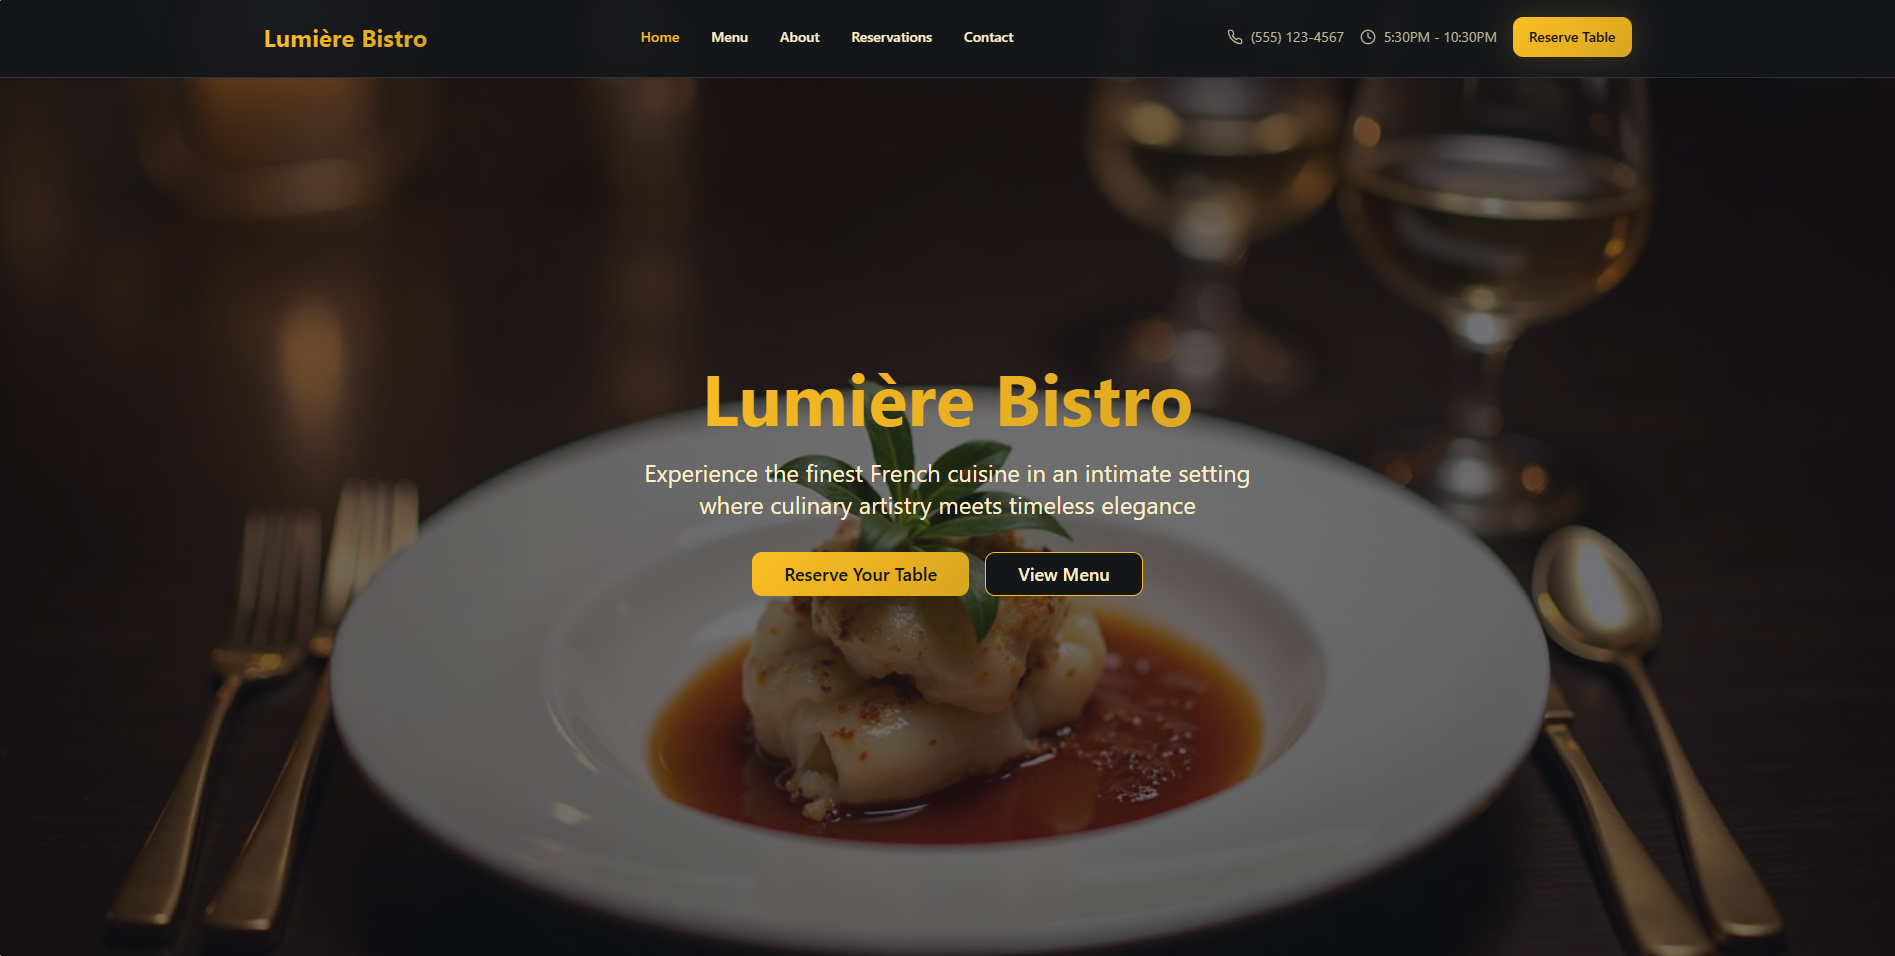 Lumière Bistro
Home
Menu
About
Reservations
Contact
(555) 123-4567
5:30PM - 10:30PM
Reserve Table
Lumière Bistro
Experience the finest French cuisine in an intimate setting
where culinary artistry meets timeless elegance
Reserve Your Table
View Menu